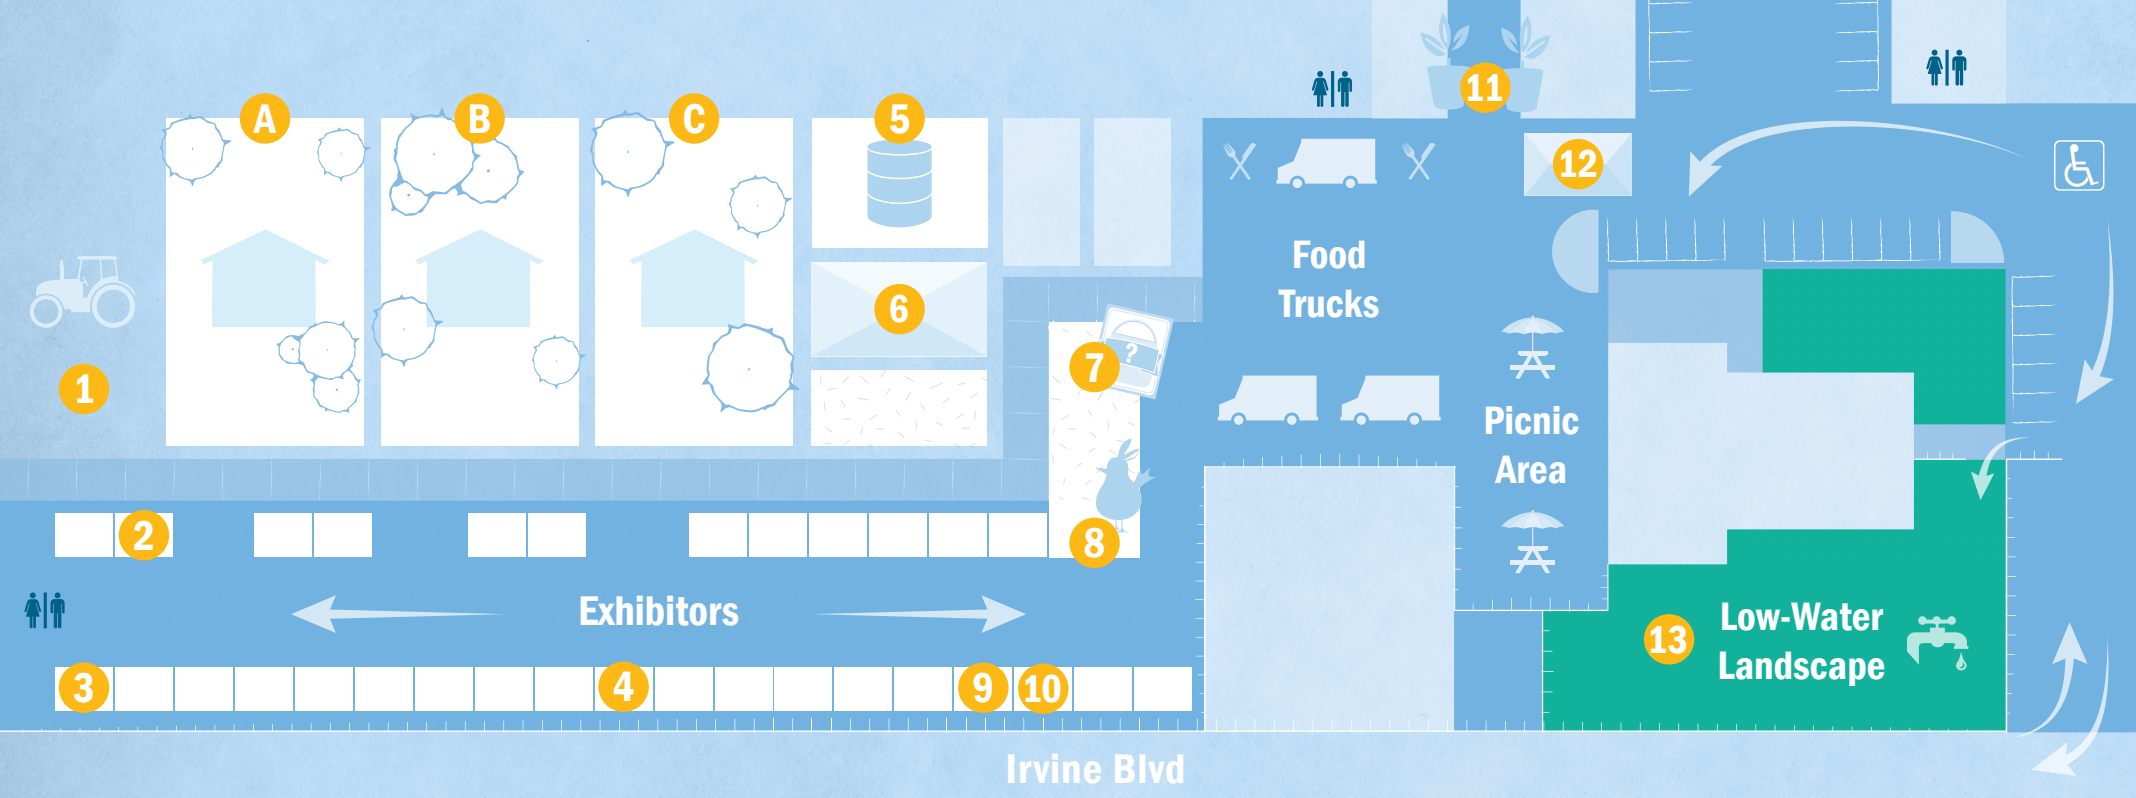 A
B
C
5
11
12
Food
Trucks
6
7
?
1
Picnic
Area
2
8
Exhibitors
13
Low-Water
Landscape
3
4
9
10
Irvine Blvd